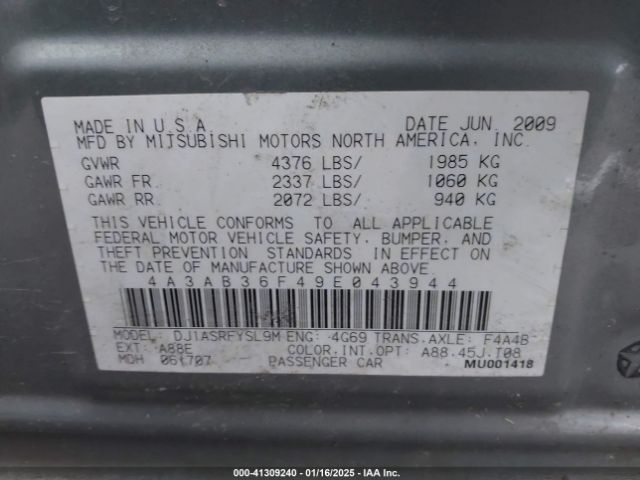 MADE IN U.S.A. DATE JUN. 2009
MFD BY MITSUBISHI MOTORS NORTH AMERICA, INC.
GVWR 4376 LBS/ 1985 KG
GAWR FR. 2337 LBS/ 1060 KG
GAWR RR. 2072 LBS/ 940 KG
THIS VEHICLE CONFORMS TO ALL APPLICABLE
FEDERAL MOTOR VEHICLE SAFETY, BUMPER, AND
THEFT PREVENTION STANDARDS IN EFFECT ON
THE DATE OF MANUFACTURE SHOWN ABOVE.
4A3AB36F49E043944
MODEL: DJ1ASRFYSL9M ENG: 4G69 TRANS.AXLE: F4A4B
EXT: A88E COLOR.INT.OPT: A88.45J.T08
MDH 061707 PASSENGER CAR MU001418
000-41309240 - 01/16/2025 - IAA Inc.